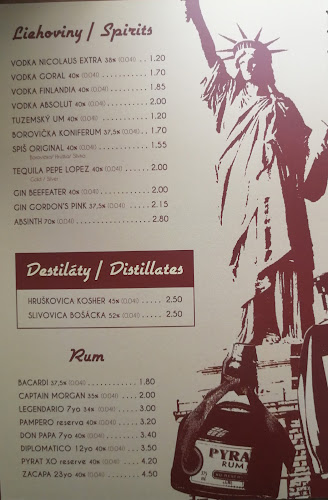 Liehoviny / Spirits
VODKA NICOLAUS EXTRA 38% (0,04l) .. 1.20
VODKA GORAL 40% (0,04l) ........ 1.70
VODKA FINLANDIA 40% (0,04l) ..... 1.85
VODKA ABSOLUT 40% (0,04l) ...... 2.00
TUZEMSKÝ UM 40% (0,04l) ........ 1.20
BOROVIČKA KONIFERUM 37,5% (0,04l) . 1.70
SPIŠ ORIGINAL 40% (0,04l) ....... 1.55
TEQUILA PEPE LOPEZ 40% (0,04l) .. 2.00
Gold / Silver
GIN BEEFEATER 40% (0,04l) ....... 2.00
GIN GORDON'S PINK 37,5% (0,04l) ... 2.15
ABSINTH 70% (0,04l) ............ 2.80
Destiláty / Distillates
HRUŠKOVICA KOSHER 45% (0,04l) ..... 2,50
SLIVOVICA BOŠÁCKA 52% (0,04l) ..... 2,50
Rum
BACARDI 37,5% (0,04l) ........... 1.80
CAPTAIN MORGAN 35% (0,04l) ..... 2.00
LEGENDARIO 7yo 34% (0,04l) ..... 3.00
PAMPERO reserva 40% (0,04l) ..... 3.20
DON PAPA 7yo 40% (0,04l) ....... 3.40
DIPLOMATICO 12yo 40% (0,04l) .... 3.50
PYRAT XO reserve 40% (0,04l) .... 4.20
ZACAPA 23yo 40% (0,04l) ......... 4.50
PYRAT
RUM